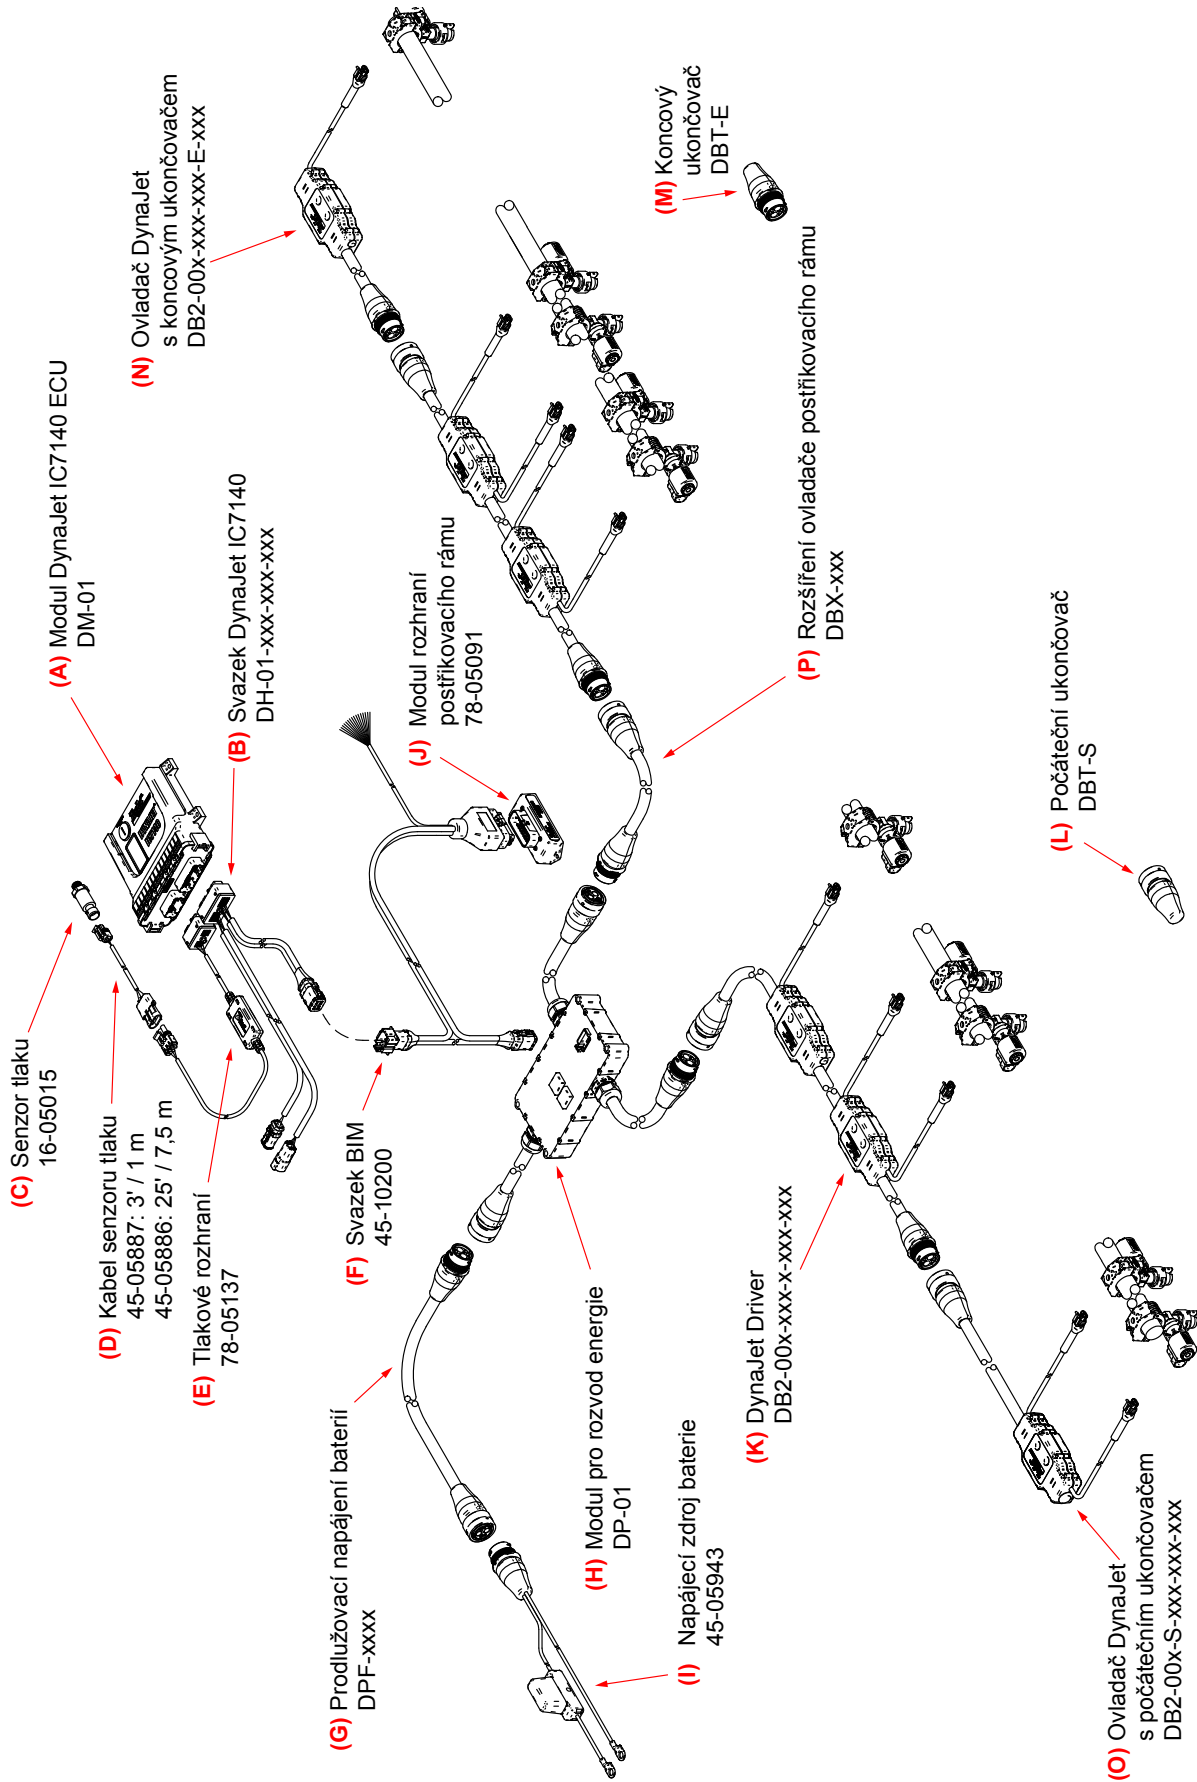 (A) Modul DynaJet IC7140 ECU
DM-01
(B) Svazek DynaJet IC7140
DH-01-xxx-xxx-xxx
(C) Senzor tlaku
16-05015
(D) Kabel senzoru tlaku
45-05887: 3' / 1 m
45-05886: 25' / 7,5 m
(E) Tlakové rozhraní
78-05137
(F) Svazek BIM
45-10200
(G) Prodlužovací napájení baterií
DPF-xxxx
(H) Modul pro rozvod energie
DP-01
(I) Napájecí zdroj baterie
45-05943
(J) Modul rozhraní
postřikovacího rámu
78-05091
(K) DynaJet Driver
DB2-00x-xxx-x-xxx-xxx
(L) Počáteční ukončovač
DBT-S
(M) Koncový
ukončovač
DBT-E
(N) Ovladač DynaJet
s koncovým ukončovačem
DB2-00x-xxx-xxx-E-xxx
(O) Ovladač DynaJet
s počátečním ukončovačem
DB2-00x-S-xxx-xxx-xxx
(P) Rozšíření ovladače postřikovacího rámu
DBX-xxx